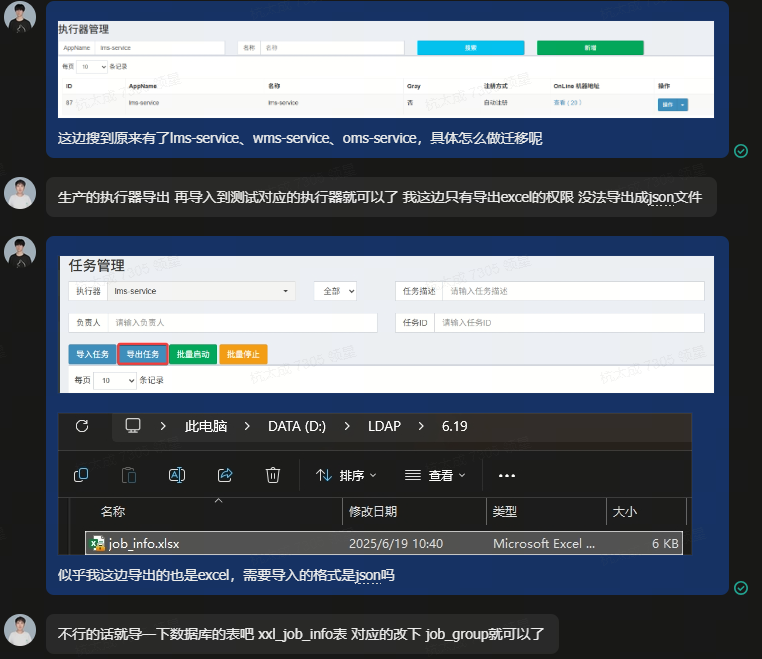 执行器管理
AppName lms-service 名称 名称 搜索 新增
每页 10 条记录
ID AppName 名称 Gray 注册方式 OnLine 机器地址 操作
87 lms-service lms-service 否 自动注册 查看 ( 20 ) 操作
这边搜到原来有了lms-service、wms-service、oms-service，具体怎么做迁移呢
生产的执行器导出 再导入到测试对应的执行器就可以了 我这边只有导出excel的权限 没法导出成json文件
任务管理
执行器 lms-service 全部 任务描述 请输入任务描述
负责人 请输入负责人 任务ID 请输入任务ID
导入任务 导出任务 批量启动 批量停止
每页 10 条记录
此电脑 DATA (D:) LDAP 6.19
排序 查看
名称 修改日期 类型 大小
job_info.xlsx 2025/6/19 10:40 Microsoft Excel ... 6 KB
似乎我这边导出的也是excel，需要导入的格式是json吗
不行的话就导一下数据库的表吧 xxl_job_info表 对应的改下 job_group就可以了